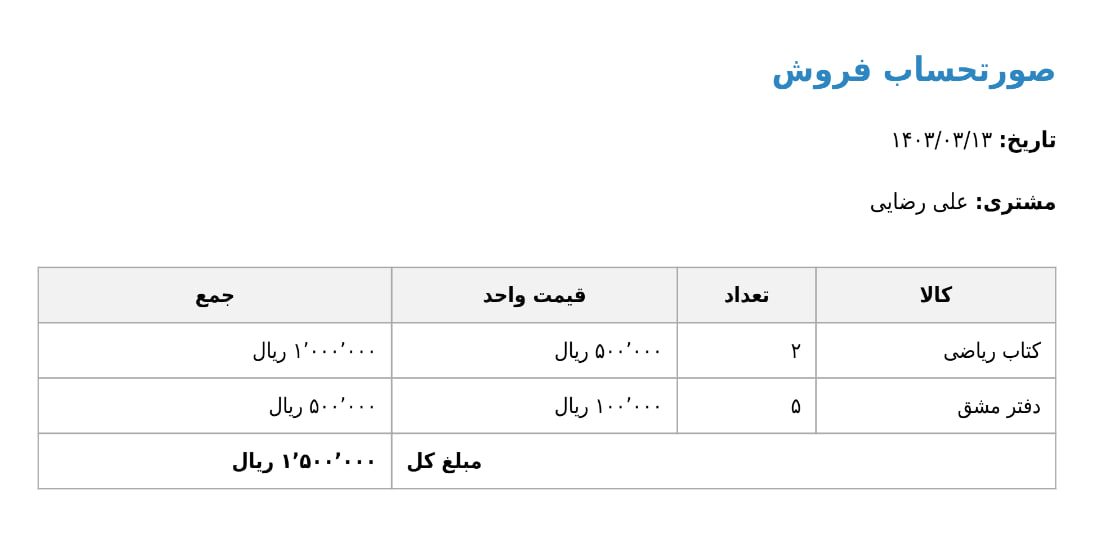 صورتحساب فروش
تاریخ: ۱۴۰۳/۰۳/۱۳
مشتری: علی رضایی
کالا تعداد قیمت واحد جمع
کتاب ریاضی ۲ ۵۰۰٬۰۰۰ ریال ۱٬۰۰۰٬۰۰۰ ریال
دفتر مشق ۵ ۱۰۰٬۰۰۰ ریال ۵۰۰٬۰۰۰ ریال
مبلغ کل ۱٬۵۰۰٬۰۰۰ ریال